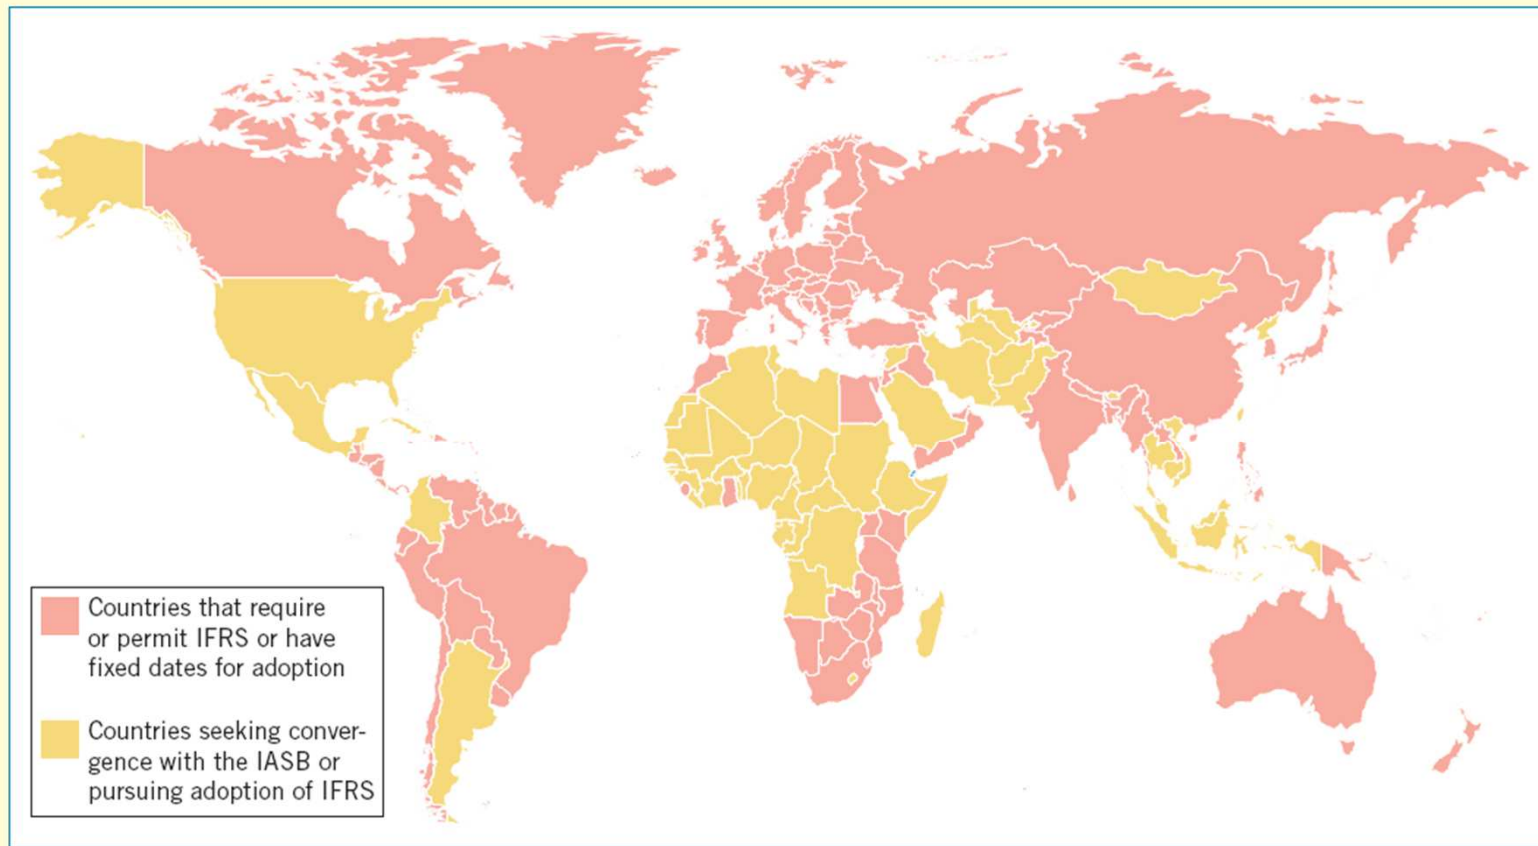 Countries that require
or permit IFRS or have
fixed dates for adoption
Countries seeking conver-
gence with the IASB or
pursuing adoption of IFRS